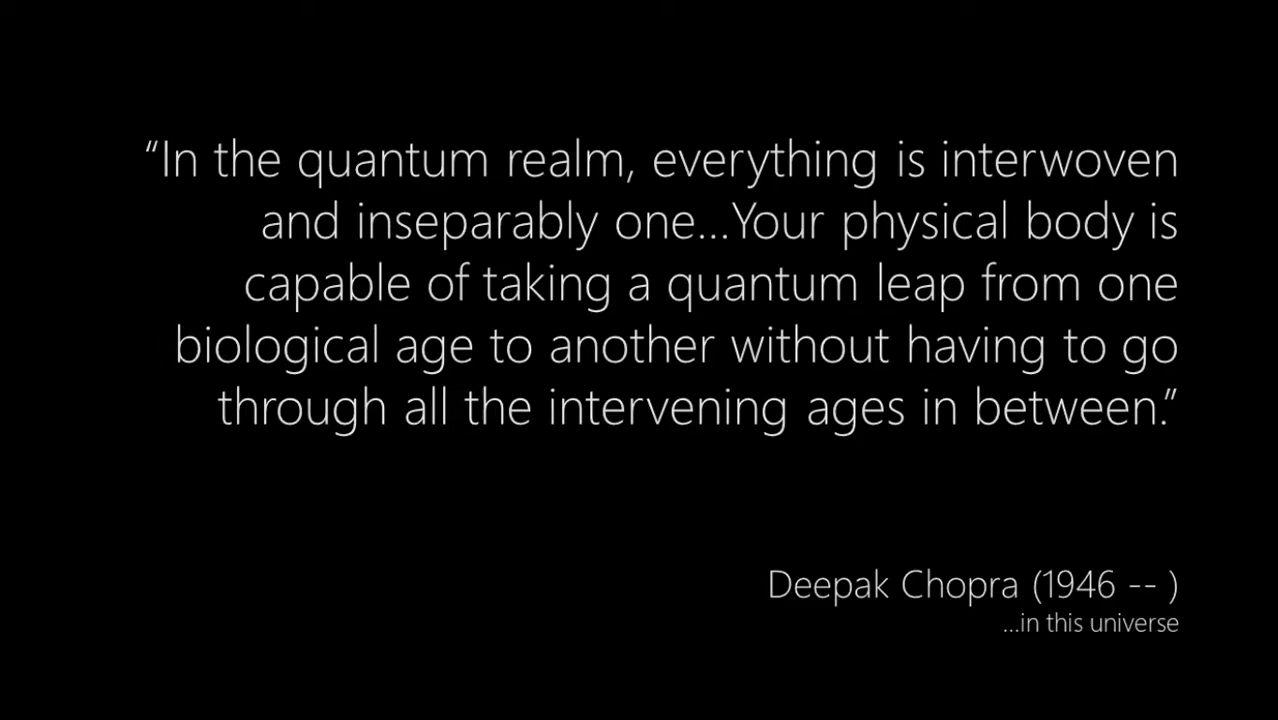 “In the quantum realm, everything is interwoven
and inseparably one...Your physical body is
capable of taking a quantum leap from one
biological age to another without having to go
through all the intervening ages in between.”
Deepak Chopra (1946 -- )
...in this universe